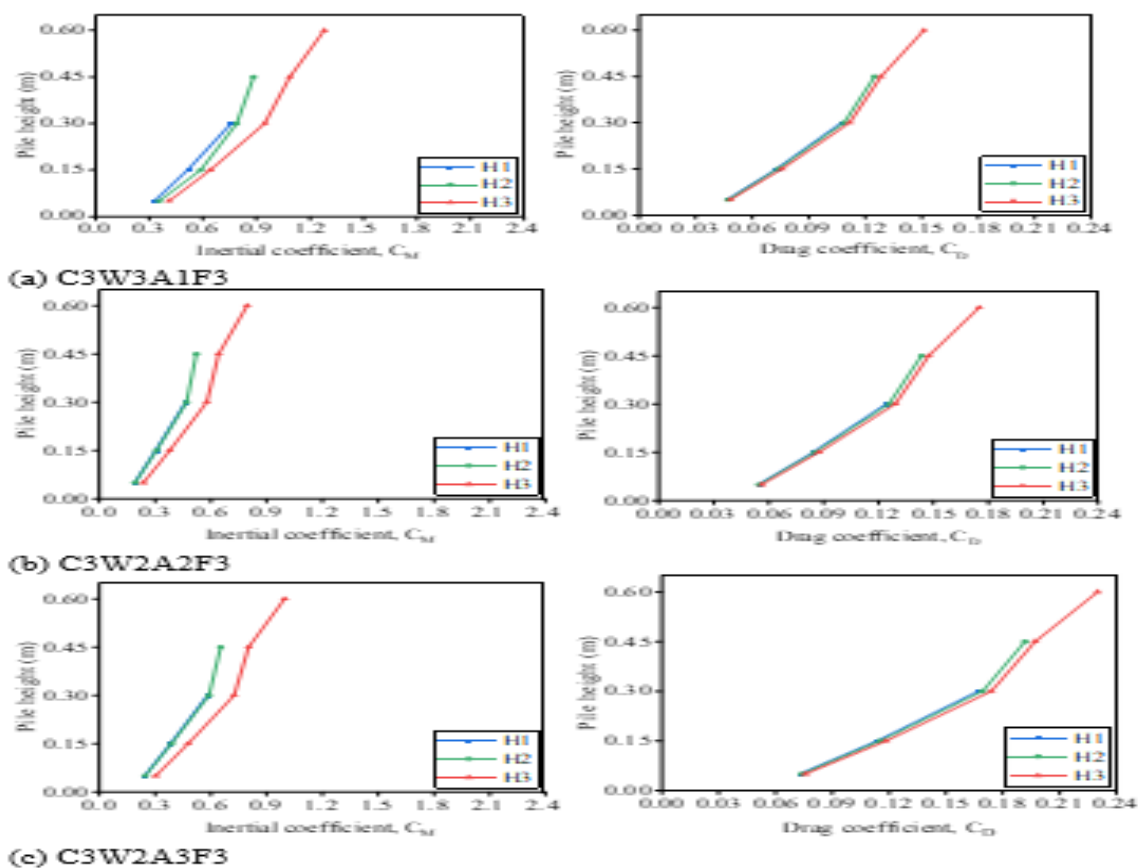 0.60
0.45
0.30
0.15
0.00
Pile height (m)
0.0 0.3 0.6 0.9 1.2 1.5 1.8 2.1 2.4
Inertial coefficient, C_M
H1
H2
H3
0.60
0.45
0.30
0.15
0.00
Pile height (m)
0.00 0.03 0.06 0.09 0.12 0.15 0.18 0.21 0.24
Drag coefficient, C_D
H1
H2
H3
(a) C3W3A1F3
0.60
0.45
0.30
0.15
0.00
Pile height (m)
0.0 0.3 0.6 0.9 1.2 1.5 1.8 2.1 2.4
Inertial coefficient, C_M
H1
H2
H3
0.60
0.45
0.30
0.15
0.00
Pile height (m)
0.00 0.03 0.06 0.09 0.12 0.15 0.18 0.21 0.24
Drag coefficient, C_D
H1
H2
H3
(b) C3W2A2F3
0.60
0.45
0.30
0.15
0.00
Pile height (m)
0.0 0.3 0.6 0.9 1.2 1.5 1.8 2.1 2.4
Inertial coefficient, C_M
H1
H2
H3
0.60
0.45
0.30
0.15
0.00
Pile height (m)
0.00 0.03 0.06 0.09 0.12 0.15 0.18 0.21 0.24
Drag coefficient, C_D
H1
H2
H3
(c) C3W2A3F3